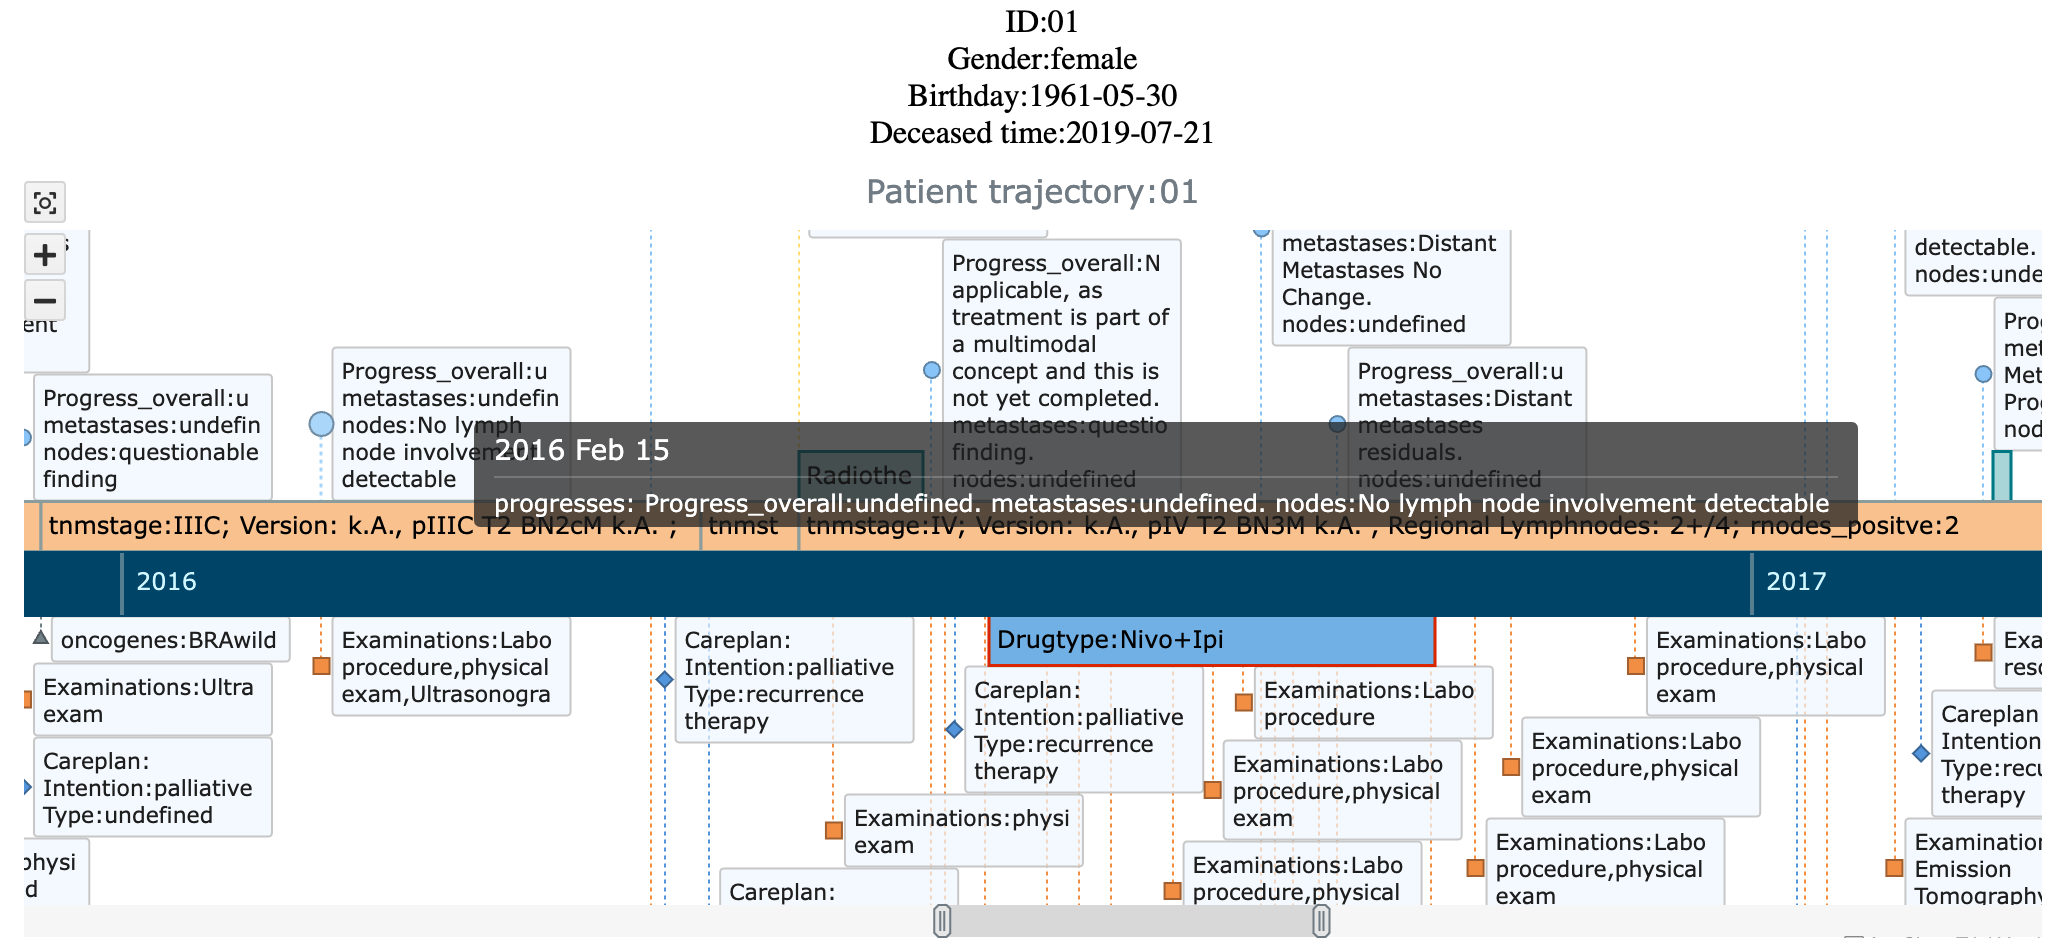 ID:01
Gender:female
Birthday:1961-05-30
Deceased time:2019-07-21
Patient trajectory:01
ent
Progress_overall:u
metastases:undefin
nodes:questionable
finding
Progress_overall:u
metastases:undefin
nodes:No lymph
node involvement
detectable
Radiothe
Progress_overall:N
applicable, as
treatment is part of
a multimodal
concept and this is
not yet completed.
metastases:questio
finding.
nodes:undefined
metastases:Distant
Metastases No
Change.
nodes:undefined
Progress_overall:u
metastases:Distant
metastases
residuals.
nodes:undefined
detectable.
nodes:unde
Pro
met
Met
Pro
nod
2016 Feb 15
progresses: Progress_overall:undefined. metastases:undefined. nodes:No lymph node involvement detectable
tnmstage:IIIC; Version: k.A., pIIIC T2 BN2cM k.A. ;
tnmst
tnmstage:IV; Version: k.A., pIV T2 BN3M k.A. ; Regional Lymphnodes: 2+/4; rnodes_positve:2
2016
2017
oncogenes:BRAwild
Examinations:Ultra
exam
Careplan:
Intention:palliative
Type:undefined
physi
d
Examinations:Labo
procedure,physical
exam,Ultrasonogra
Careplan:
Intention:palliative
Type:recurrence
therapy
Examinations:physi
exam
Careplan:
Drugtype:Nivo+Ipi
Careplan:
Intention:palliative
Type:recurrence
therapy
Examinations:Labo
procedure
Examinations:Labo
procedure,physical
exam
Examinations:Labo
procedure,physical
Examinations:Labo
procedure,physical
exam
Examinations:Labo
procedure,physical
exam
Examinations:Labo
procedure,physical
exam
Exa
reso
Careplan
Intention
Type:recu
therapy
Examination
Emission
Tomography